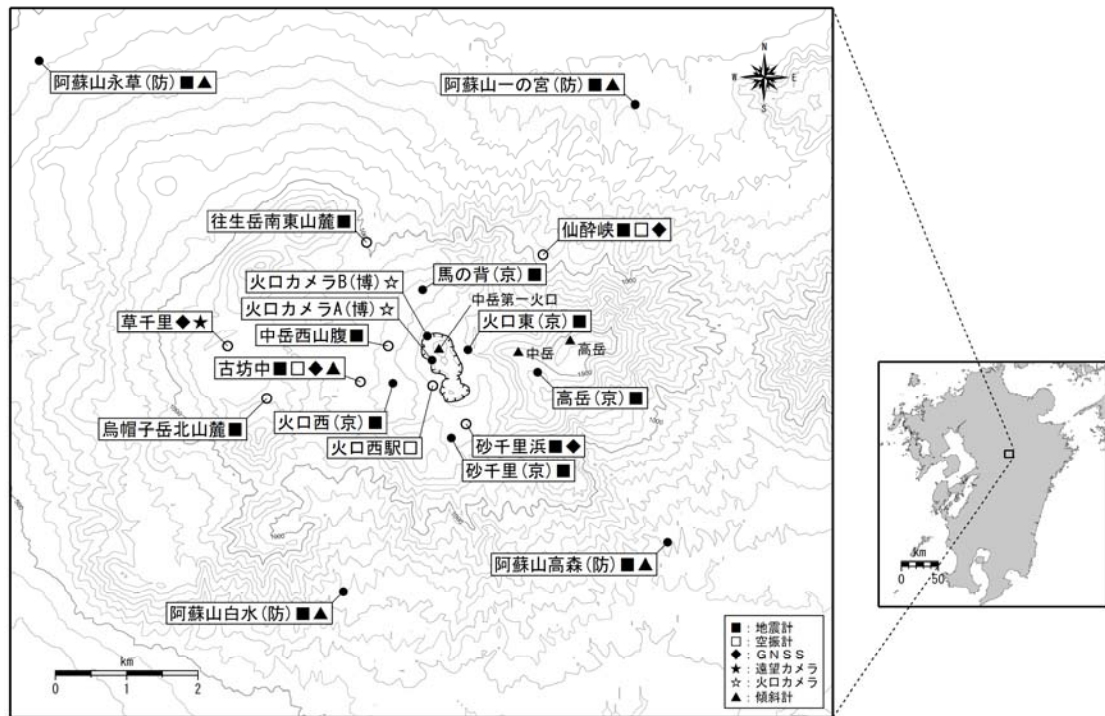 阿蘇山永草(防)■▲
阿蘇山一の宮(防)■▲
N
W
E
S
往生岳南東山麓■
仙酔峡■□◆
馬の背(京)■
火口カメラB(博)☆
中岳第一火口
火口カメラA(博)☆
火口東(京)■
草千里◆★
中岳西山腹■
中岳
高岳
古坊中■□◆▲
高岳(京)■
烏帽子岳北山麓■
火口西(京)■
火口西駅□
砂千里浜■◆
砂千里(京)■
阿蘇山高森(防)■▲
阿蘇山白水(防)■▲
km
0 1 2
■:地震計
□:空振計
◆:GNSS
★:遠望カメラ
☆:火口カメラ
▲:傾斜計
km
0 50